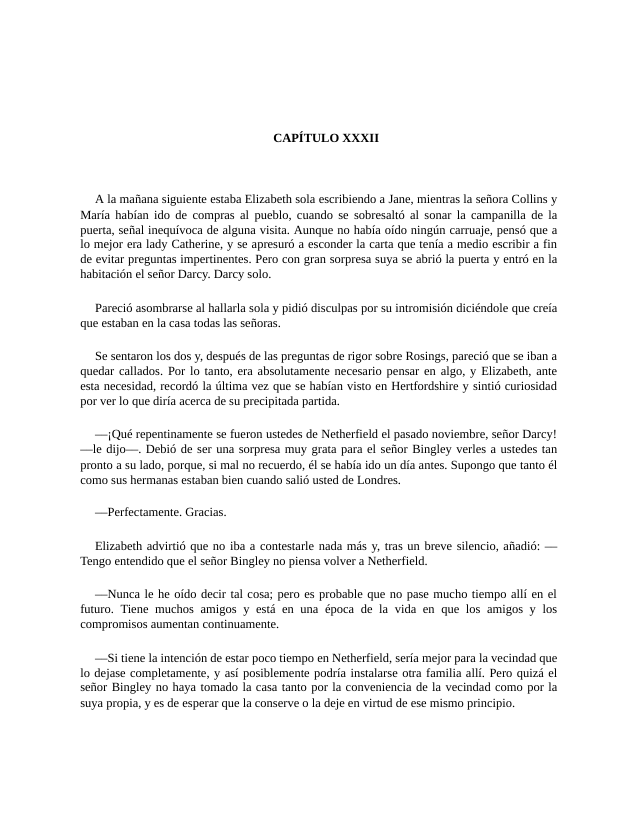 CAPÍTULO XXXII
A la mañana siguiente estaba Elizabeth sola escribiendo a Jane, mientras la señora Collins y
María habían ido de compras al pueblo, cuando se sobresaltó al sonar la campanilla de la
puerta, señal inequívoca de alguna visita. Aunque no había oído ningún carruaje, pensó que a
lo mejor era lady Catherine, y se apresuró a esconder la carta que tenía a medio escribir a fin
de evitar preguntas impertinentes. Pero con gran sorpresa suya se abrió la puerta y entró en la
habitación el señor Darcy. Darcy solo.
Pareció asombrarse al hallarla sola y pidió disculpas por su intromisión diciéndole que creía
que estaban en la casa todas las señoras.
Se sentaron los dos y, después de las preguntas de rigor sobre Rosings, pareció que se iban a
quedar callados. Por lo tanto, era absolutamente necesario pensar en algo, y Elizabeth, ante
esta necesidad, recordó la última vez que se habían visto en Hertfordshire y sintió curiosidad
por ver lo que diría acerca de su precipitada partida.
—¡Qué repentinamente se fueron ustedes de Netherfield el pasado noviembre, señor Darcy!
—le dijo—. Debió de ser una sorpresa muy grata para el señor Bingley verles a ustedes tan
pronto a su lado, porque, si mal no recuerdo, él se había ido un día antes. Supongo que tanto él
como sus hermanas estaban bien cuando salió usted de Londres.
—Perfectamente. Gracias.
Elizabeth advirtió que no iba a contestarle nada más y, tras un breve silencio, añadió: —
Tengo entendido que el señor Bingley no piensa volver a Netherfield.
—Nunca le he oído decir tal cosa; pero es probable que no pase mucho tiempo allí en el
futuro. Tiene muchos amigos y está en una época de la vida en que los amigos y los
compromisos aumentan continuamente.
—Si tiene la intención de estar poco tiempo en Netherfield, sería mejor para la vecindad que
lo dejase completamente, y así posiblemente podría instalarse otra familia allí. Pero quizá el
señor Bingley no haya tomado la casa tanto por la conveniencia de la vecindad como por la
suya propia, y es de esperar que la conserve o la deje en virtud de ese mismo principio.